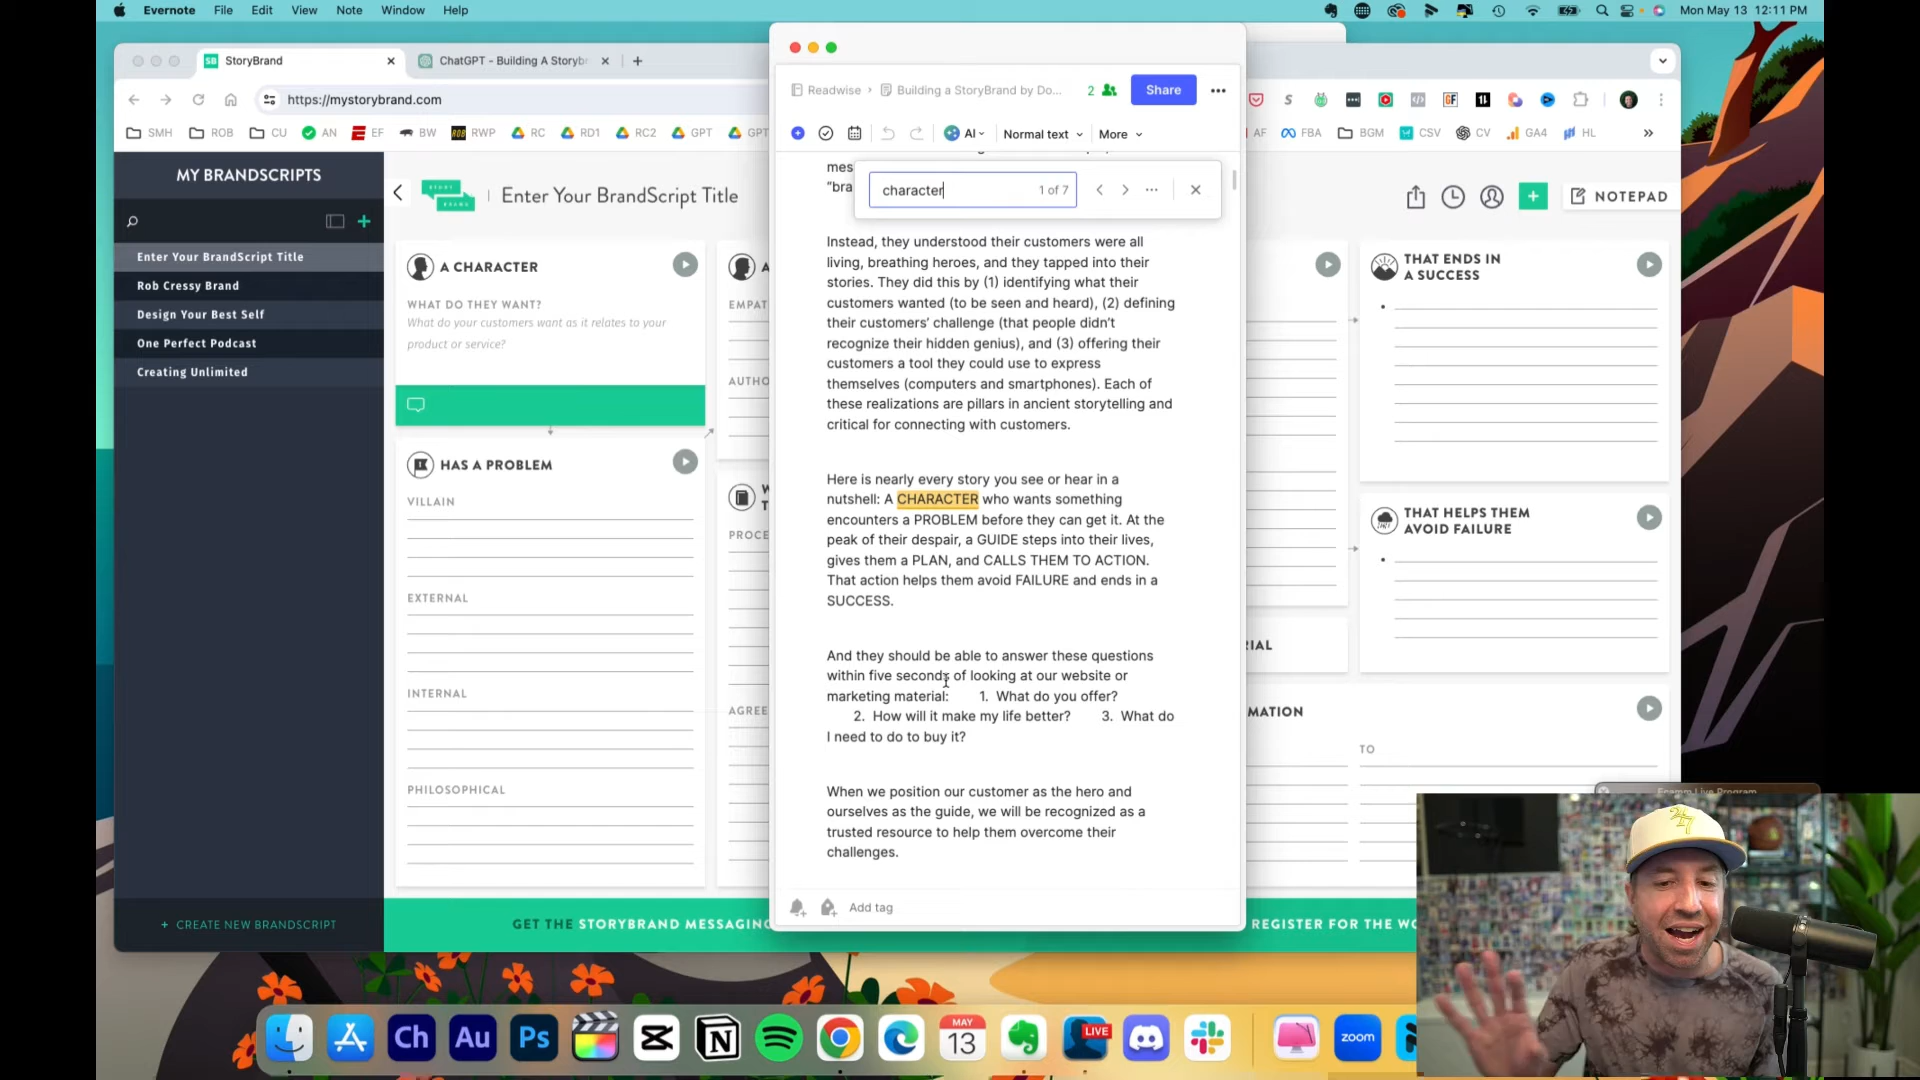 Evernote File Edit View Note Window Help
Mon May 13 12:11 PM
StoryBrand
ChatGPT - Building A Storyb
https://mystorybrand.com
SMH ROB CU AN EF BW RWP RC RD1 RC2 GPT GPT
AF FBA BGM CSV CV GA4 HL
MY BRANDSCRIPTS
Enter Your BrandScript Title
Rob Cressy Brand
Design Your Best Self
One Perfect Podcast
Creating Unlimited
+ CREATE NEW BRANDSCRIPT
STORY
BRAND
Enter Your BrandScript Title
NOTEPAD
A CHARACTER
WHAT DO THEY WANT?
What do your customers want as it relates to your
product or service?
HAS A PROBLEM
VILLAIN
EXTERNAL
INTERNAL
PHILOSOPHICAL
A
EMPAT
AUTHO
W
T
PROCE
AGREE
Readwise > Building a StoryBrand by Do...
2
Share
AI
Normal text
More
mes
"bra
character
1 of 7
Instead, they understood their customers were all
living, breathing heroes, and they tapped into their
stories. They did this by (1) identifying what their
customers wanted (to be seen and heard), (2) defining
their customers' challenge (that people didn't
recognize their hidden genius), and (3) offering their
customers a tool they could use to express
themselves (computers and smartphones). Each of
these realizations are pillars in ancient storytelling and
critical for connecting with customers.
Here is nearly every story you see or hear in a
nutshell: A CHARACTER who wants something
encounters a PROBLEM before they can get it. At the
peak of their despair, a GUIDE steps into their lives,
gives them a PLAN, and CALLS THEM TO ACTION.
That action helps them avoid FAILURE and ends in a
SUCCESS.
And they should be able to answer these questions
within five seconds of looking at our website or
marketing material: 1. What do you offer?
2. How will it make my life better? 3. What do
I need to do to buy it?
When we position our customer as the hero and
ourselves as the guide, we will be recognized as a
trusted resource to help them overcome their
challenges.
Add tag
THAT ENDS IN
A SUCCESS
THAT HELPS THEM
AVOID FAILURE
IAL
MATION
TO
GET THE STORYBRAND MESSAGING
REGISTER FOR THE WO
Ecamm Live Program
Ch
Au
Ps
MAY
13
LIVE
zoom